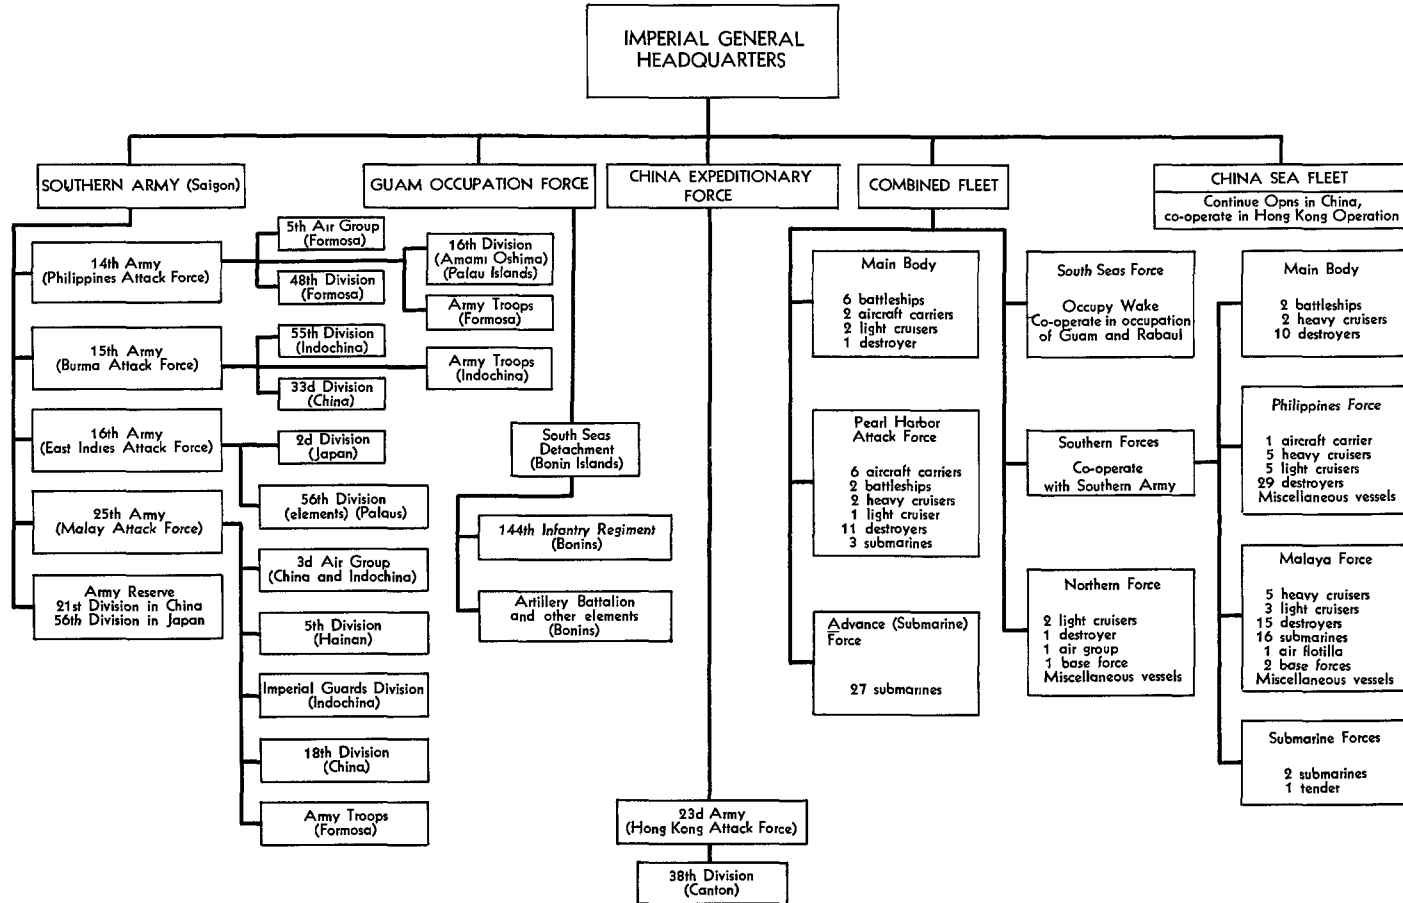 IMPERIAL GENERAL
HEADQUARTERS
SOUTHERN ARMY (Saigon)
14th Army
(Philippines Attack Force)
5th Air Group
(Formosa)
48th Division
(Formosa)
16th Division
(Amami Oshima)
(Palau Islands)
Army Troops
(Formosa)
15th Army
(Burma Attack Force)
55th Division
(Indochina)
33d Division
(China)
Army Troops
(Indochina)
16th Army
(East Indies Attack Force)
2d Division
(Japan)
56th Division
(elements) (Palaus)
25th Army
(Malay Attack Force)
3d Air Group
(China and Indochina)
5th Division
(Hainan)
Imperial Guards Division
(Indochina)
18th Division
(China)
Army Troops
(Formosa)
Army Reserve
21st Division in China
56th Division in Japan
GUAM OCCUPATION FORCE
South Seas
Detachment
(Bonin Islands)
144th Infantry Regiment
(Bonins)
Artillery Battalion
and other elements
(Bonins)
CHINA EXPEDITIONARY
FORCE
23d Army
(Hong Kong Attack Force)
38th Division
(Canton)
COMBINED FLEET
Main Body
6 battleships
2 aircraft carriers
2 light cruisers
1 destroyer
Pearl Harbor
Attack Force
6 aircraft carriers
2 battleships
2 heavy cruisers
1 light cruiser
11 destroyers
3 submarines
Advance (Submarine)
Force
27 submarines
South Seas Force
Occupy Wake
Co-operate in occupation
of Guam and Rabaul
Southern Forces
Co-operate
with Southern Army
Northern Force
2 light cruisers
1 destroyer
1 air group
1 base force
Miscellaneous vessels
CHINA SEA FLEET
Continue Opns in China,
co-operate in Hong Kong Operation
Main Body
2 battleships
2 heavy cruisers
10 destroyers
Philippines Force
1 aircraft carrier
5 heavy cruisers
5 light cruisers
29 destroyers
Miscellaneous vessels
Malaya Force
5 heavy cruisers
3 light cruisers
15 destroyers
16 submarines
1 air flotilla
2 base forces
Miscellaneous vessels
Submarine Forces
2 submarines
1 tender